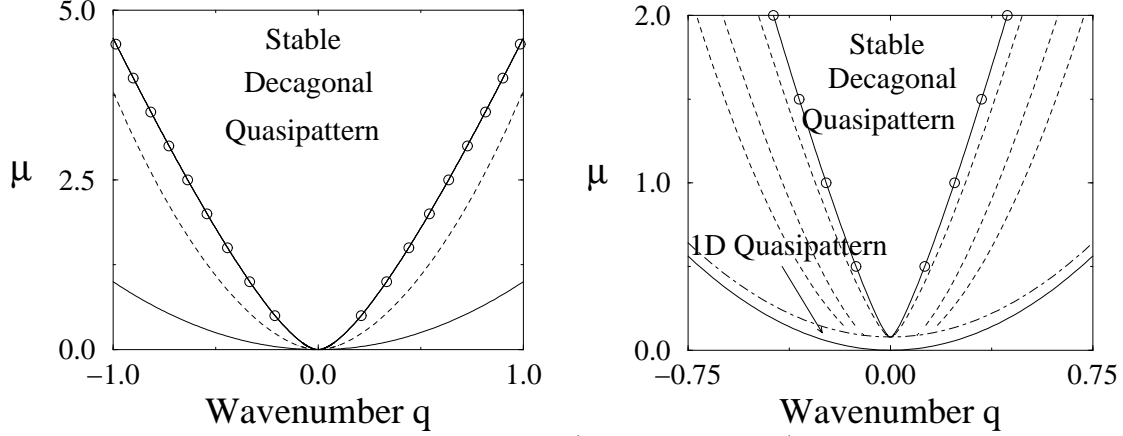 5.0
2.5
0.0
μ
Stable
Decagonal
Quasipattern
−1.0
0.0
1.0
Wavenumber q
2.0
1.0
0.0
μ
Stable
Decagonal
Quasipattern
1D Quasipattern
−0.75
0.00
0.75
Wavenumber q